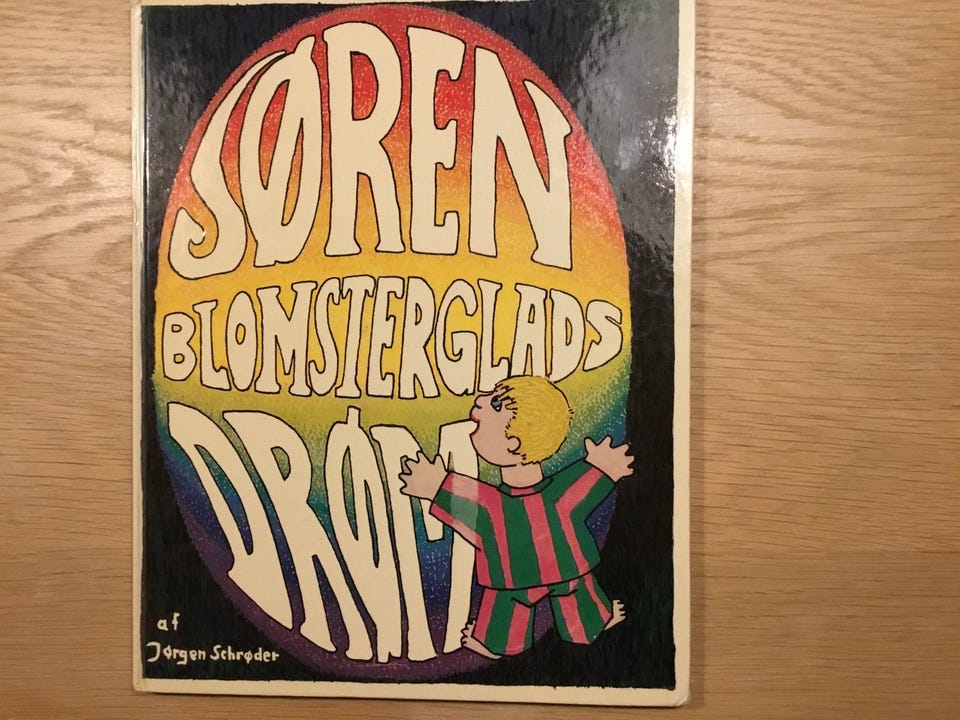 SØREN
BLOMSTERGLADS
DRØM
af
Jørgen Schrøder